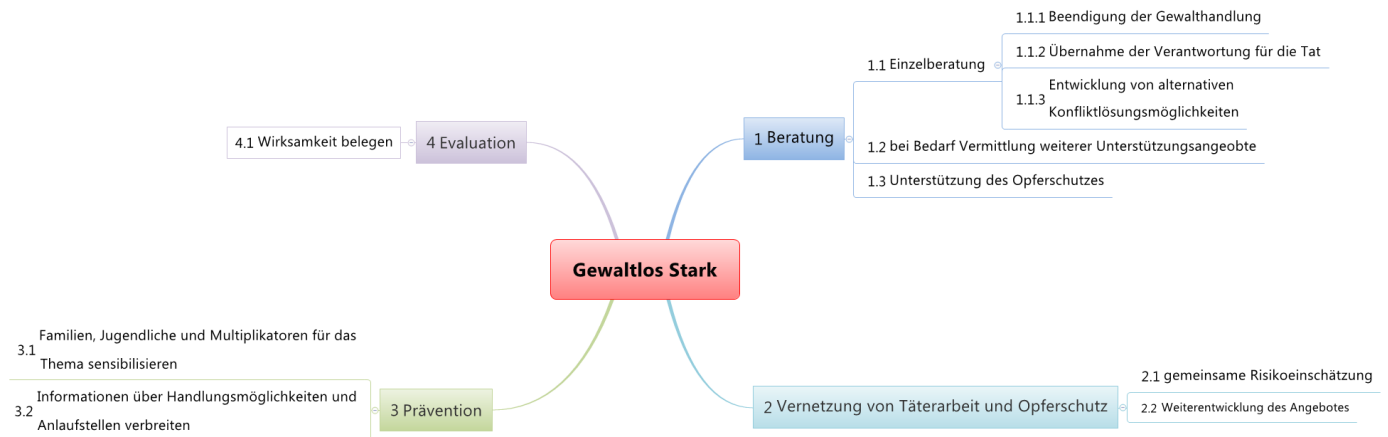 Gewaltlos Stark
1 Beratung
1.1 Einzelberatung
1.1.1 Beendigung der Gewalthandlung
1.1.2 Übernahme der Verantwortung für die Tat
1.1.3 Entwicklung von alternativen
Konfliktlösungsmöglichkeiten
1.2 bei Bedarf Vermittlung weiterer Unterstützungsangeobte
1.3 Unterstützung des Opferschutzes
2 Vernetzung von Täterarbeit und Opferschutz
2.1 gemeinsame Risikoeinschätzung
2.2 Weiterentwicklung des Angebotes
3 Prävention
3.1 Familien, Jugendliche und Multiplikatoren für das
Thema sensibilisieren
3.2 Informationen über Handlungsmöglichkeiten und
Anlaufstellen verbreiten
4 Evaluation
4.1 Wirksamkeit belegen